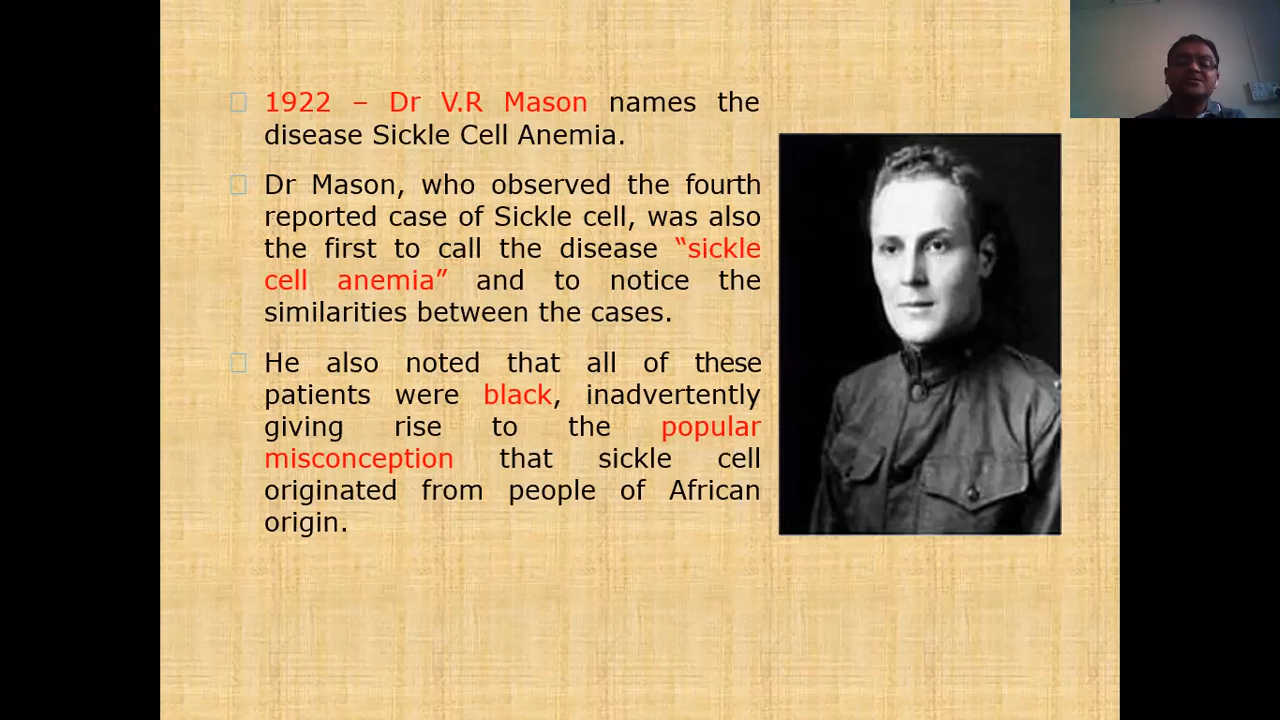 1922 – Dr V.R Mason names the
disease Sickle Cell Anemia.
Dr Mason, who observed the fourth
reported case of Sickle cell, was also
the first to call the disease “sickle
cell anemia” and to notice the
similarities between the cases.
He also noted that all of these
patients were black, inadvertently
giving rise to the popular
misconception that sickle cell
originated from people of African
origin.